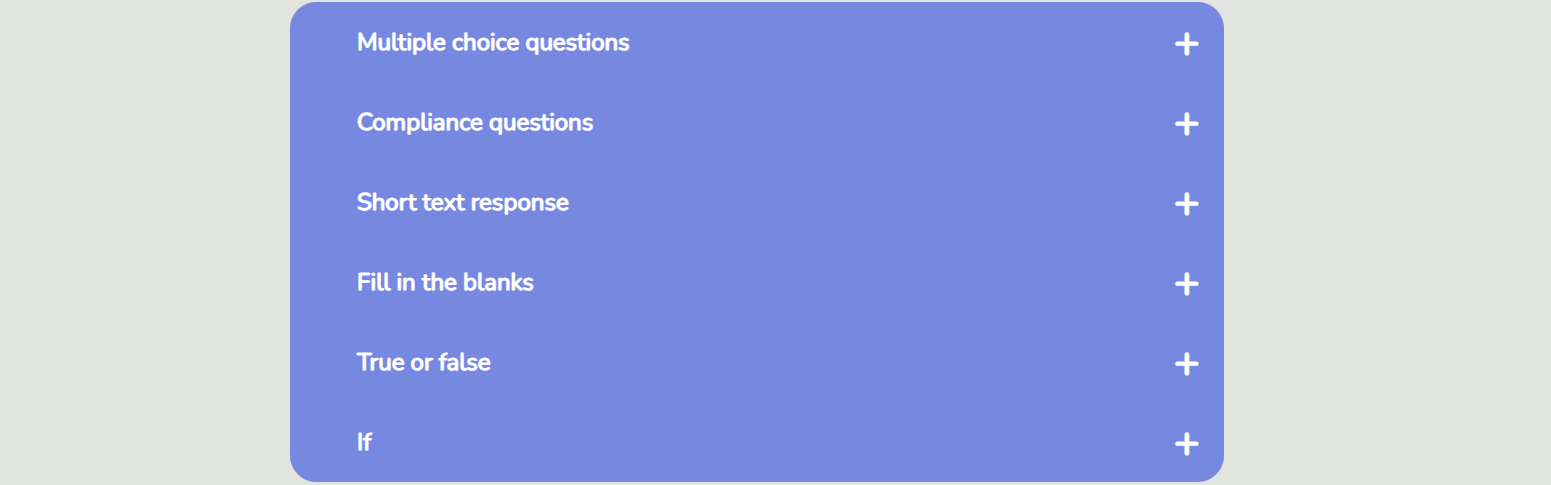 Multiple choice questions
Compliance questions
Short text response
Fill in the blanks
True or false
If